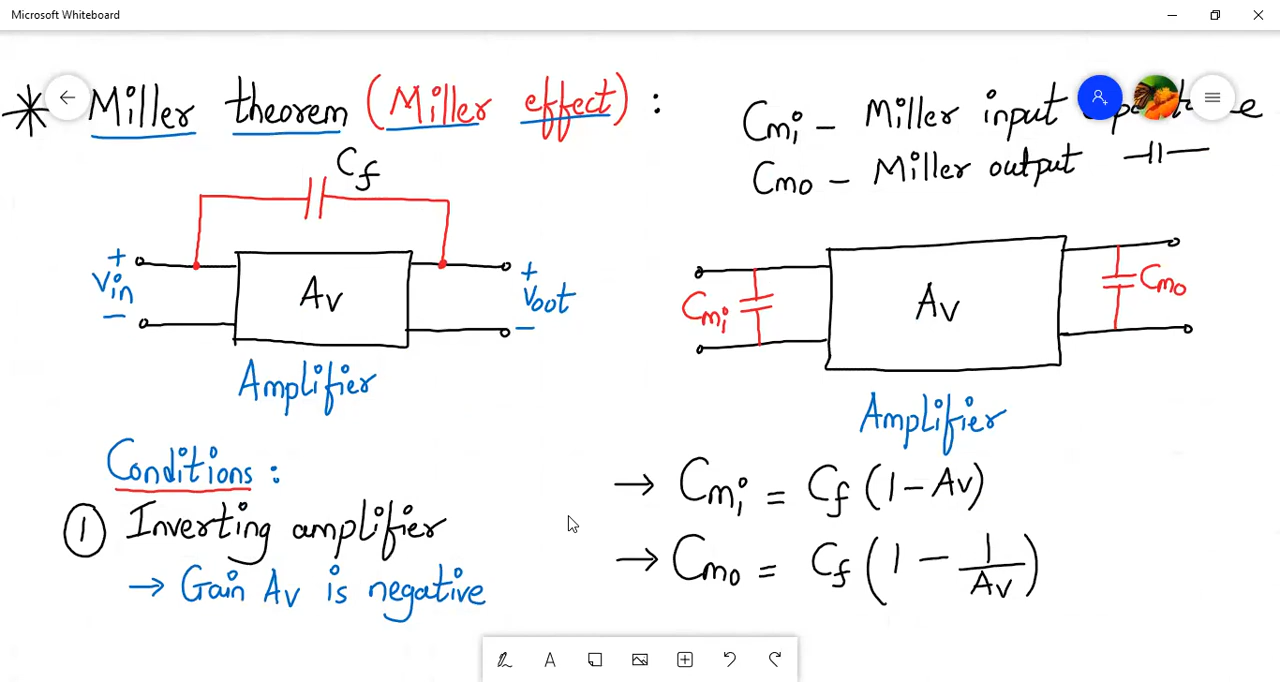 Microsoft Whiteboard
* Miller theorem (Miller effect) :
Cmi – Miller input
Cmo – Miller output
Cf
+
Vin
–
Av
+
Voot
–
Amplifier
Cmi
Av
Cmo
Amplifier
Conditions :
① Inverting amplifier
→ Gain Av is negative
→ Cmi = Cf (1 – Av)
→ Cmo = Cf (1 – 1/Av)
A